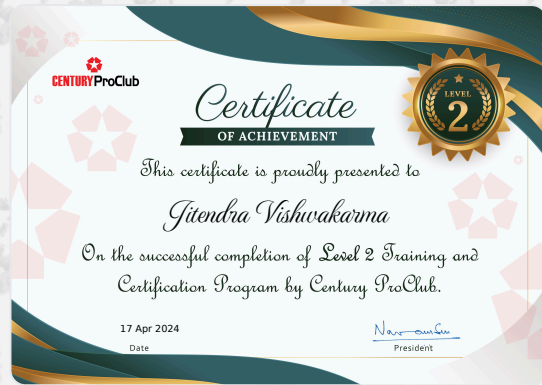 CENTURY ProClub
Certificate
OF ACHIEVEMENT
LEVEL
2
This certificate is proudly presented to
Jitendra Vishwakarma
On the successful completion of Level 2 Training and
Certification Program by Century ProClub.
17 Apr 2024
Date
President